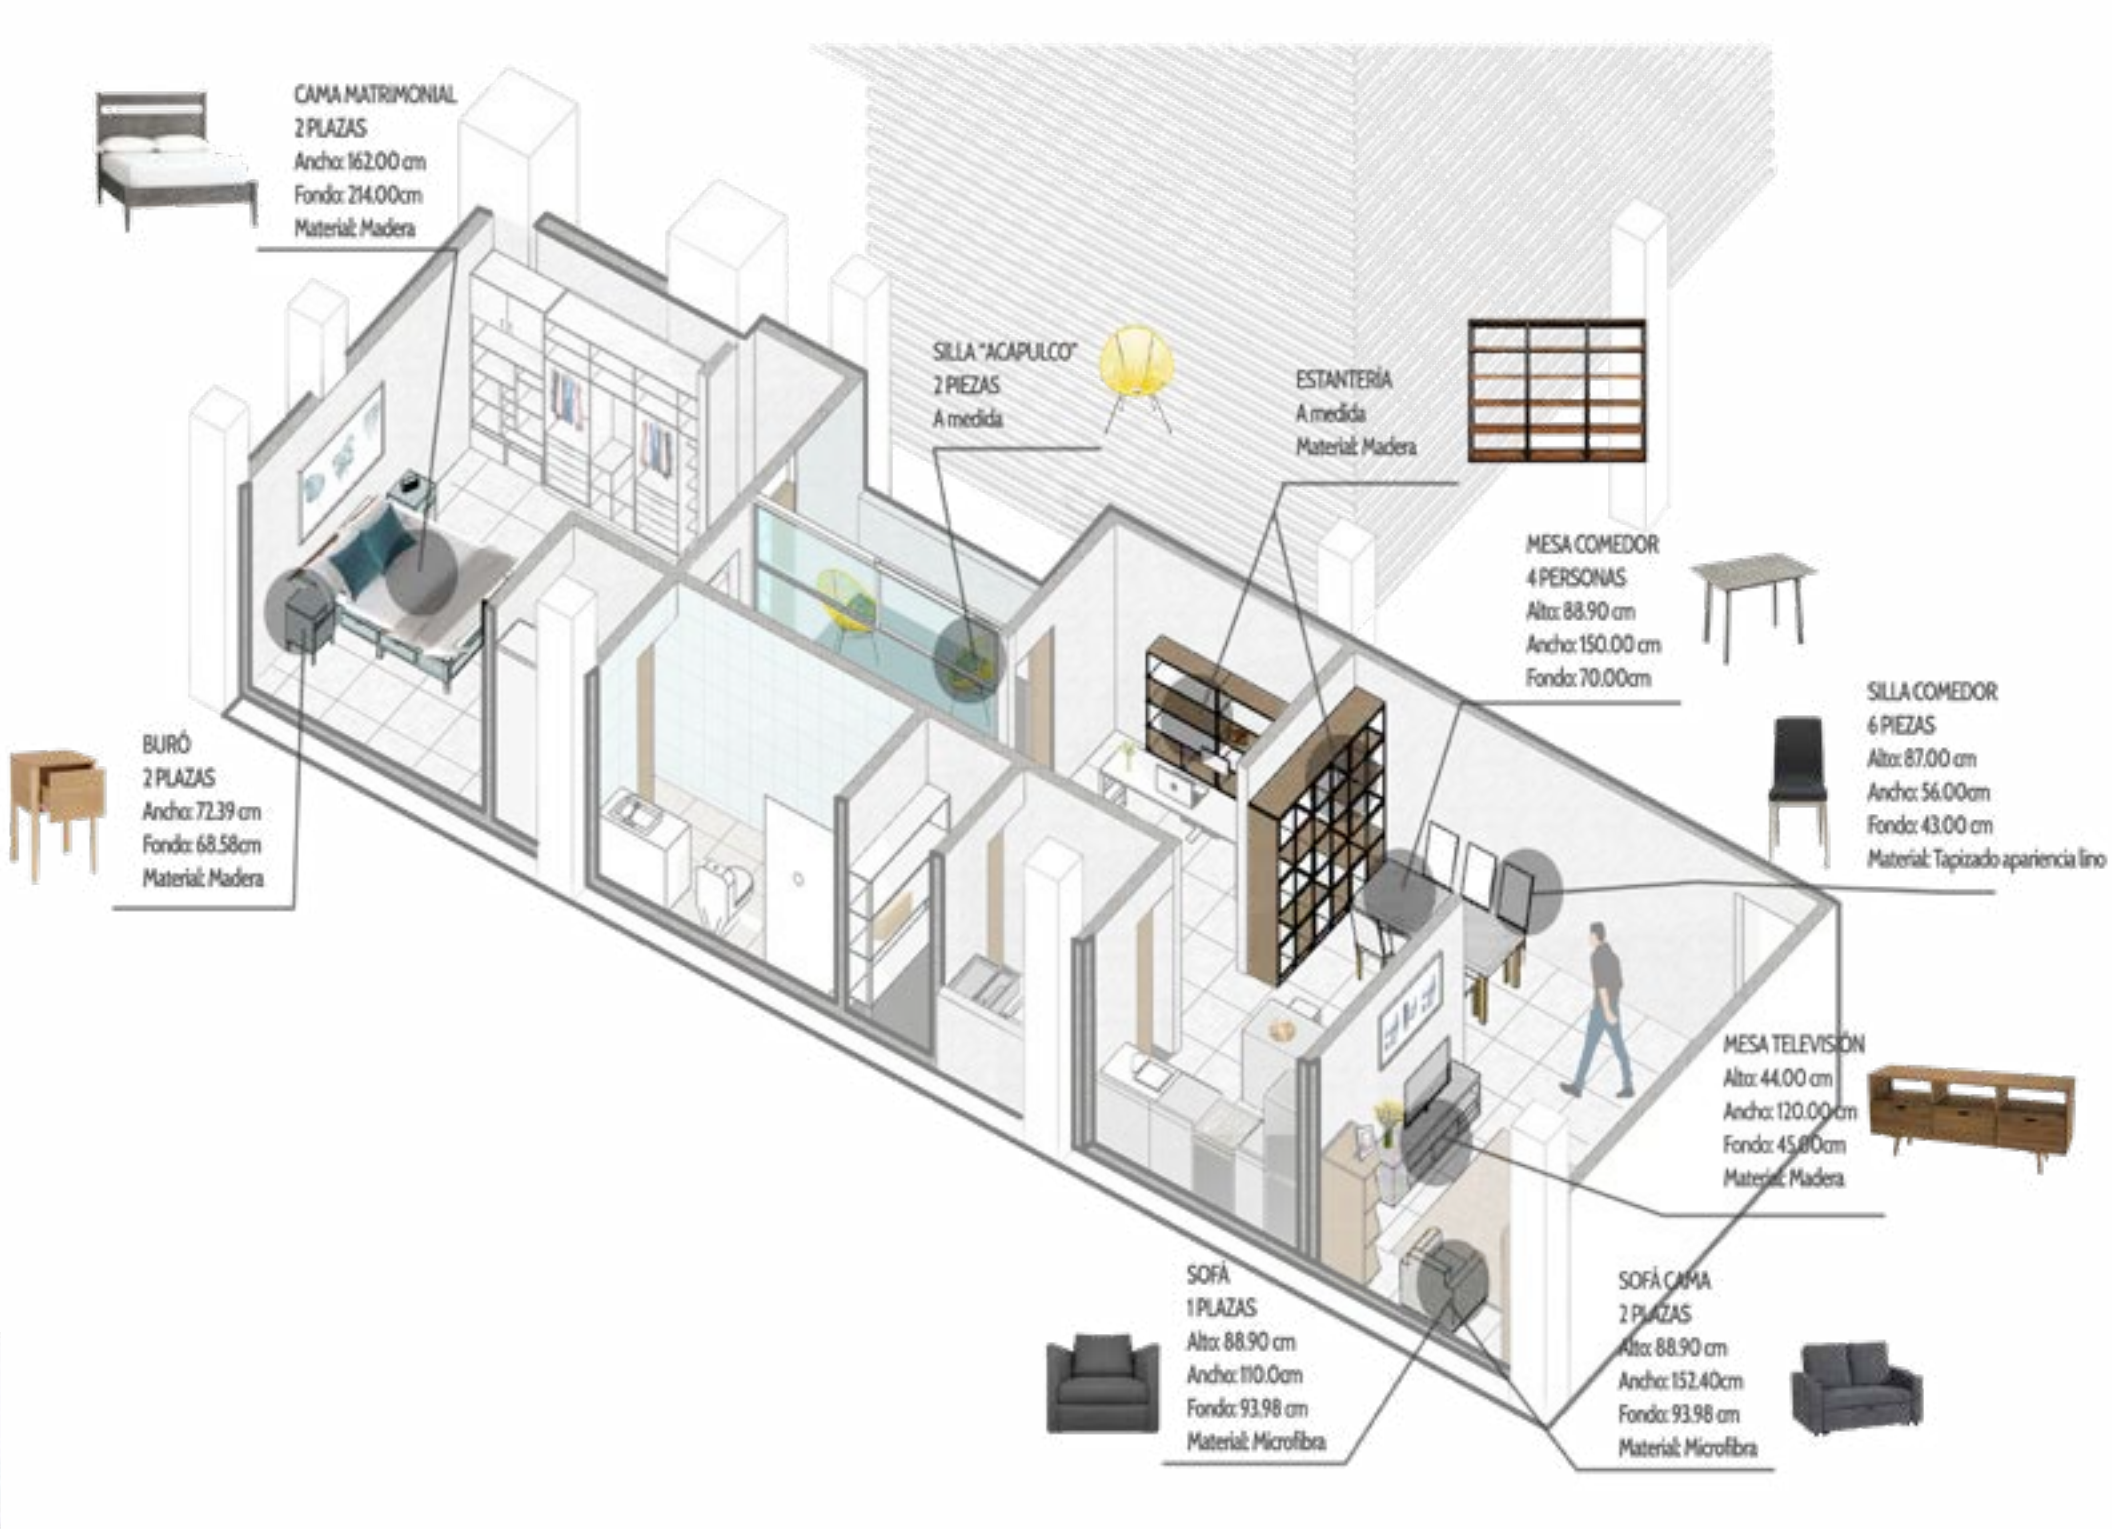 CAMA MATRIMONIAL
2 PLAZAS
Ancho: 162.00 cm
Fondo: 214.00cm
Material: Madera
SILLA "ACAPULCO"
2 PIEZAS
A medida
ESTANTERÍA
A medida
Material: Madera
MESA COMEDOR
4 PERSONAS
Alto: 88.90 cm
Ancho: 150.00 cm
Fondo: 70.00cm
SILLA COMEDOR
6 PIEZAS
Alto: 87.00 cm
Ancho: 56.00cm
Fondo: 43.00 cm
Material: Tapizado apariencia lino
BURÓ
2 PLAZAS
Ancho: 72.39 cm
Fondo: 68.58cm
Material: Madera
MESA TELEVISIÓN
Alto: 44.00 cm
Ancho: 120.00 cm
Fondo: 45.00cm
Material: Madera
SOFÁ
1 PLAZAS
Alto: 88.90 cm
Ancho: 110.0cm
Fondo: 93.98 cm
Material: Microfibra
SOFÁ CAMA
2 PLAZAS
Alto: 88.90 cm
Ancho: 152.40cm
Fondo: 93.98 cm
Material: Microfibra